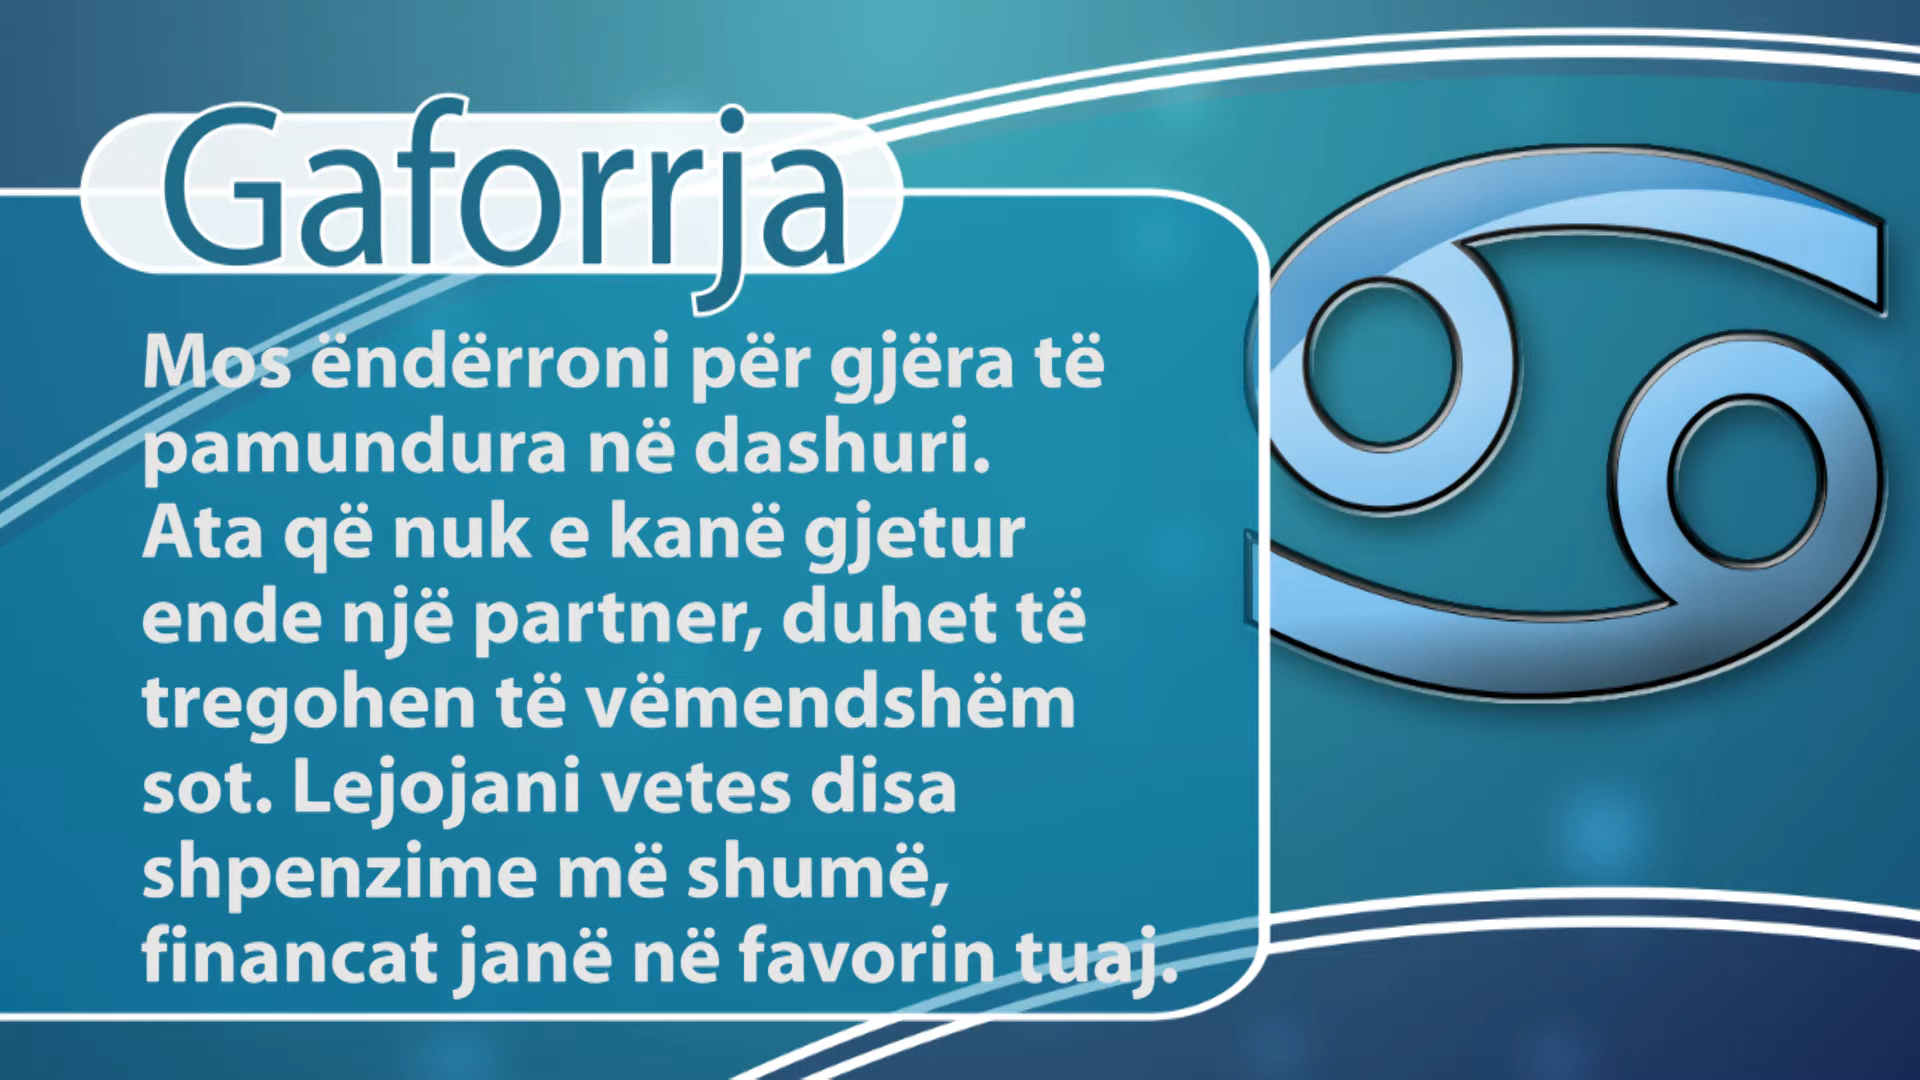 Gaforrja
Mos ëndërroni për gjëra të
pamundura në dashuri.
Ata që nuk e kanë gjetur
ende një partner, duhet të
tregohen të vëmendshëm
sot. Lejojani vetes disa
shpenzime më shumë,
financat janë në favorin tuaj.